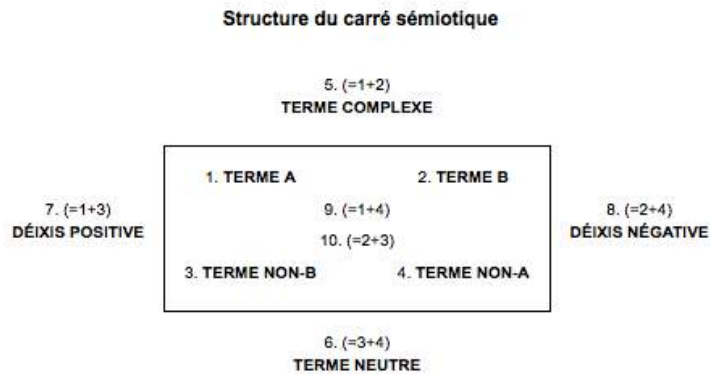 Structure du carré sémiotique
5. (=1+2)
TERME COMPLEXE
1. TERME A 2. TERME B
7. (=1+3) 9. (=1+4) 8. (=2+4)
DÉIXIS POSITIVE 10. (=2+3) DÉIXIS NÉGATIVE
3. TERME NON-B 4. TERME NON-A
6. (=3+4)
TERME NEUTRE